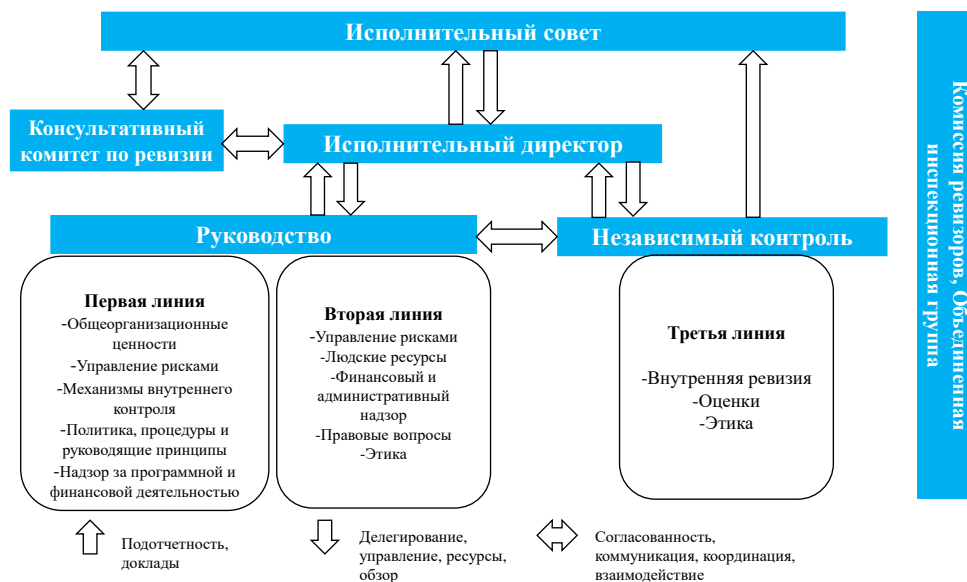 Исполнительный совет
Консультативный
комитет по ревизии
Исполнительный директор
Руководство
Независимый контроль
Первая линия
-Общеорганизационные
ценности
-Управление рисками
-Механизмы внутреннего
контроля
-Политика, процедуры и
руководящие принципы
-Надзор за программной и
финансовой деятельностью
Вторая линия
-Управление рисками
-Людские ресурсы
-Финансовый и
административный
надзор
-Правовые вопросы
-Этика
Третья линия
-Внутренняя ревизия
-Оценки
-Этика
Комиссия ревизоров, Объединенная
инспекционная группа
Подотчетность,
доклады
Делегирование,
управление, ресурсы,
обзор
Согласованность,
коммуникация, координация,
взаимодействие